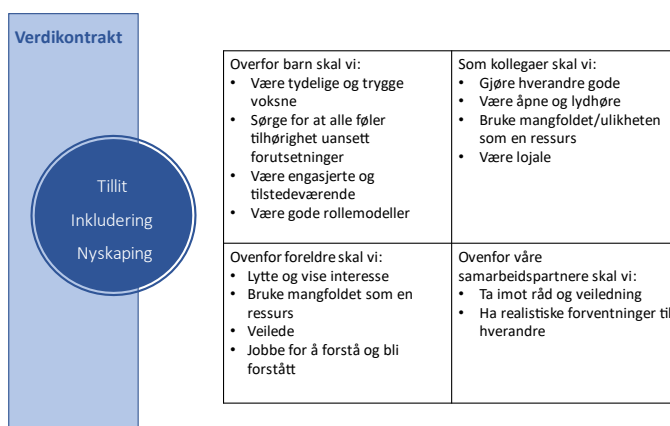 Verdikontrakt
Tillit
Inkludering
Nyskaping
Overfor barn skal vi:
• Være tydelige og trygge
voksne
• Sørge for at alle føler
tilhørighet uansett
forutsetninger
• Være engasjerte og
tilstedeværende
• Være gode rollemodeller
Som kollegaer skal vi:
• Gjøre hverandre gode
• Være åpne og lydhøre
• Bruke mangfoldet/ulikheten
som en ressurs
• Være lojale
Ovenfor foreldre skal vi:
• Lytte og vise interesse
• Bruke mangfoldet som en
ressurs
• Veilede
• Jobbe for å forstå og bli
forstått
Ovenfor våre
samarbeidspartnere skal vi:
• Ta imot råd og veiledning
• Ha realistiske forventninger til
hverandre